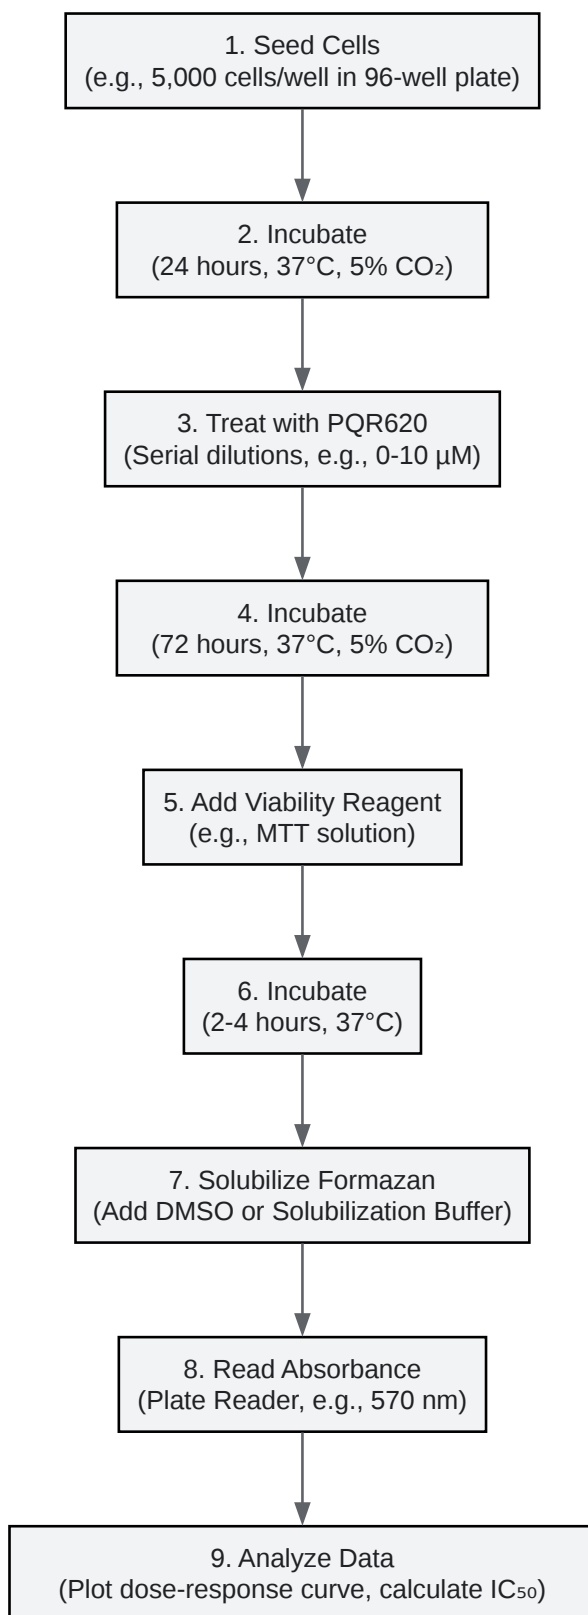 1. Seed Cells
(e.g., 5,000 cells/well in 96-well plate)
2. Incubate
(24 hours, 37°C, 5% CO₂)
3. Treat with PQR620
(Serial dilutions, e.g., 0-10 µM)
4. Incubate
(72 hours, 37°C, 5% CO₂)
5. Add Viability Reagent
(e.g., MTT solution)
6. Incubate
(2-4 hours, 37°C)
7. Solubilize Formazan
(Add DMSO or Solubilization Buffer)
8. Read Absorbance
(Plate Reader, e.g., 570 nm)
9. Analyze Data
(Plot dose-response curve, calculate IC₅₀)